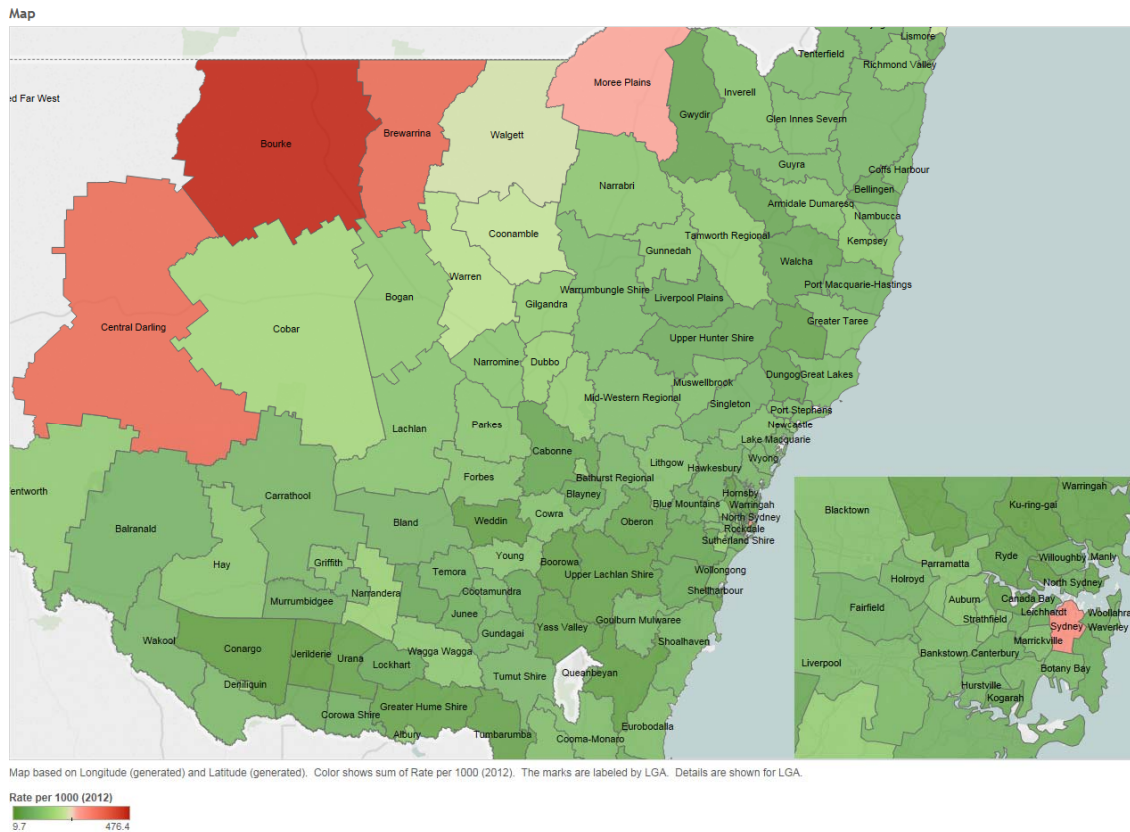 Map
Lismore
Tenterfield
Richmond Valley
Moree Plains
ed Far West
Inverell
Gwydir
Glen Innes Severn
Brewarrina
Walgett
Bourke
Guyra
Coffs Harbour
Narrabri
Bellingen
Armidale Dumaresq
Nambucca
Coonamble
Tamworth Regional
Kempsey
Gunnedah
Walcha
Warren
Port Macquarie-Hastings
Warrumbungle Shire
Bogan
Liverpool Plains
Gilgandra
Greater Taree
Central Darling
Cobar
Upper Hunter Shire
Narromine
Dubbo
Dungog
Great Lakes
Muswellbrook
Mid-Western Regional
Singleton
Port Stephens
Parkes
Newcastle
Lachlan
Lake Macquarie
Cabonne
Wyong
Lithgow
Hawkesbury
Forbes
Bathurst Regional
entworth
Carrathool
Blayney
Hornsby
Blue Mountains
Warringah
Cowra
North Sydney
Bland
Weddin
Oberon
Rockdale
Balranald
Sutherland Shire
Young
Boorowa
Griffith
Hay
Temora
Upper Lachlan Shire
Wollongong
Cootamundra
Shellharbour
Narrandera
Murrumbidgee
Junee
Goulburn Mulwaree
Yass Valley
Gundagai
Shoalhaven
Wakool
Conargo
Wagga Wagga
Jerilderie
Urana
Lockhart
Tumut Shire
Queanbeyan
Deniliquin
Greater Hume Shire
Corowa Shire
Eurobodalla
Albury
Tumbarumba
Cooma-Monaro
Warringah
Ku-ring-gai
Blacktown
Ryde
Willoughby
Manly
Parramatta
Holroyd
North Sydney
Auburn
Canada Bay
Fairfield
Leichhardt
Woollahra
Strathfield
Sydney
Waverley
Marrickville
Bankstown
Canterbury
Liverpool
Botany Bay
Hurstville
Kogarah
Map based on Longitude (generated) and Latitude (generated). Color shows sum of Rate per 1000 (2012). The marks are labeled by LGA. Details are shown for LGA.
Rate per 1000 (2012)
9.7 476.4